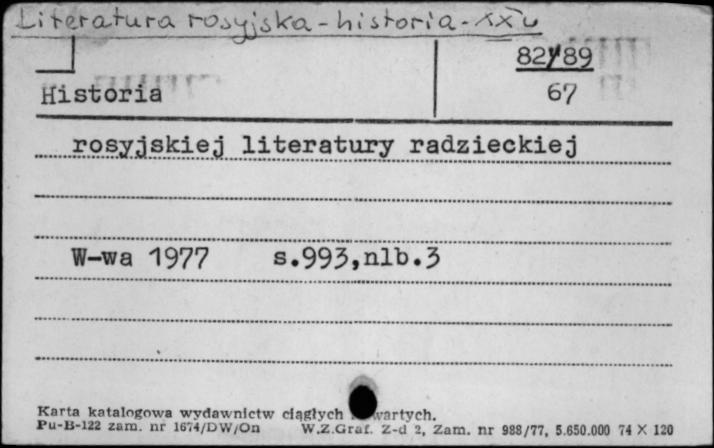 Literatura rosyjska - historia - XX w
82/89
Historia 67
rosyjskiej literatury radzieckiej
W-wa 1977 s.993,nlb.3
Karta katalogowa wydawnictw ciągłych wartych.
Pu-B-122 zam. nr 1674/DW/On W.Z.Graf. Z-d 2, Zam. nr 988/77, 5.650.000 74 X 120